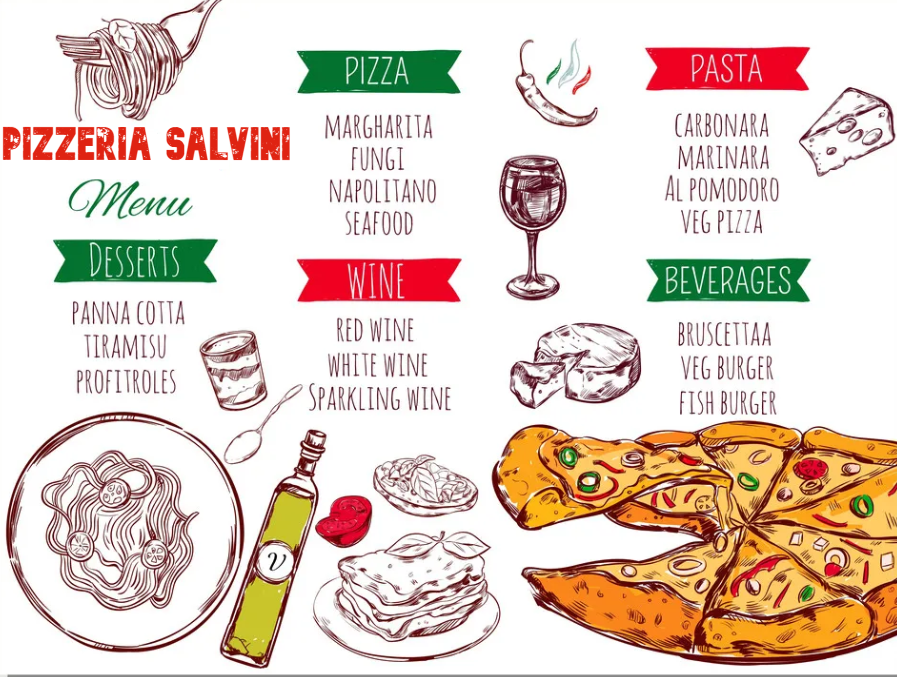 PIZZERIA SALVINI
Menu
DESSERTS
PANNA COTTA
TIRAMISU
PROFITROLES
PIZZA
MARGHARITA
FUNGI
NAPOLITANO
SEAFOOD
WINE
RED WINE
WHITE WINE
SPARKLING WINE
PASTA
CARBONARA
MARINARA
AL POMODORO
VEG PIZZA
BEVERAGES
BRUSCETTAA
VEG BURGER
FISH BURGER
V